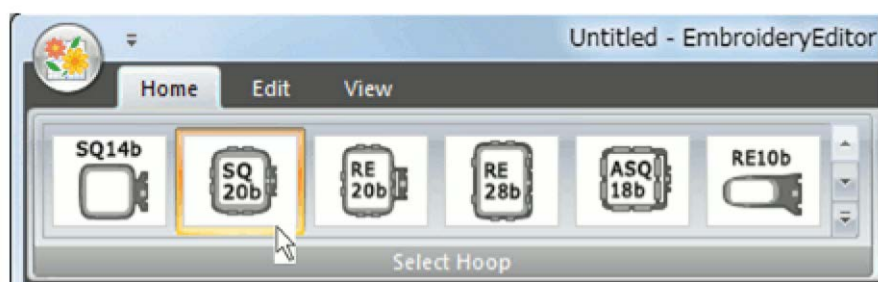 Untitled - EmbroideryEditor
Home Edit View
SQ14b
SQ
20b
RE
20b
RE
28b
ASQ
18b
RE10b
Select Hoop